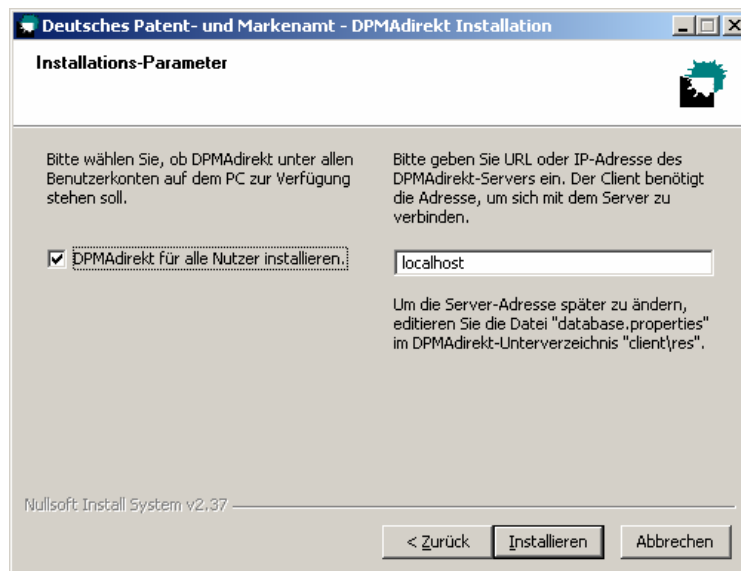 Deutsches Patent- und Markenamt - DPMAdirekt Installation
Installations-Parameter
Bitte wählen Sie, ob DPMAdirekt unter allen
Benutzerkonten auf dem PC zur Verfügung
stehen soll.
DPMAdirekt für alle Nutzer installieren.
Bitte geben Sie URL oder IP-Adresse des
DPMAdirekt-Servers ein. Der Client benötigt
die Adresse, um sich mit dem Server zu
verbinden.
localhost
Um die Server-Adresse später zu ändern,
editieren Sie die Datei "database.properties"
im DPMAdirekt-Unterverzeichnis "client\res".
Nullsoft Install System v2.37
< Zurück
Installieren
Abbrechen